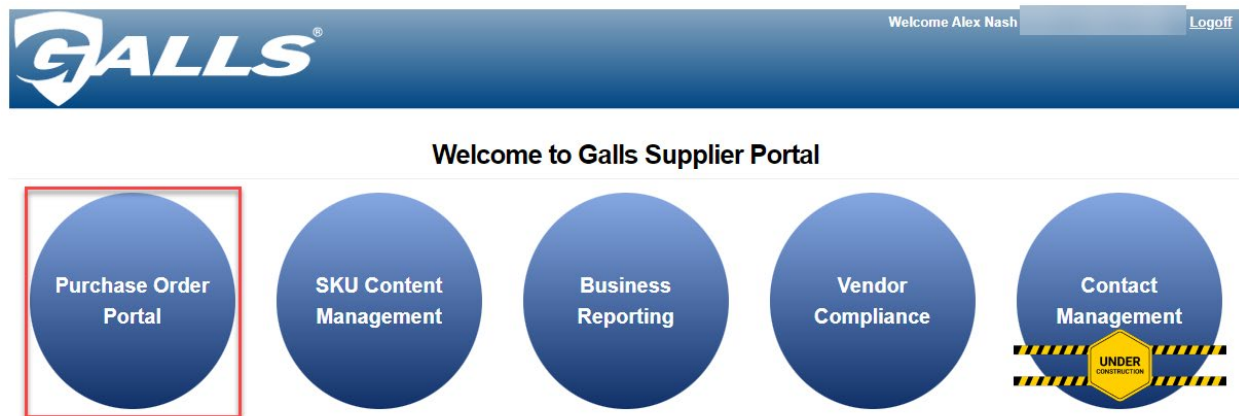 GALLS®
Welcome Alex Nash
Logoff
Welcome to Galls Supplier Portal
Purchase Order
Portal
SKU Content
Management
Business
Reporting
Vendor
Compliance
Contact
Management
UNDER
CONSTRUCTION